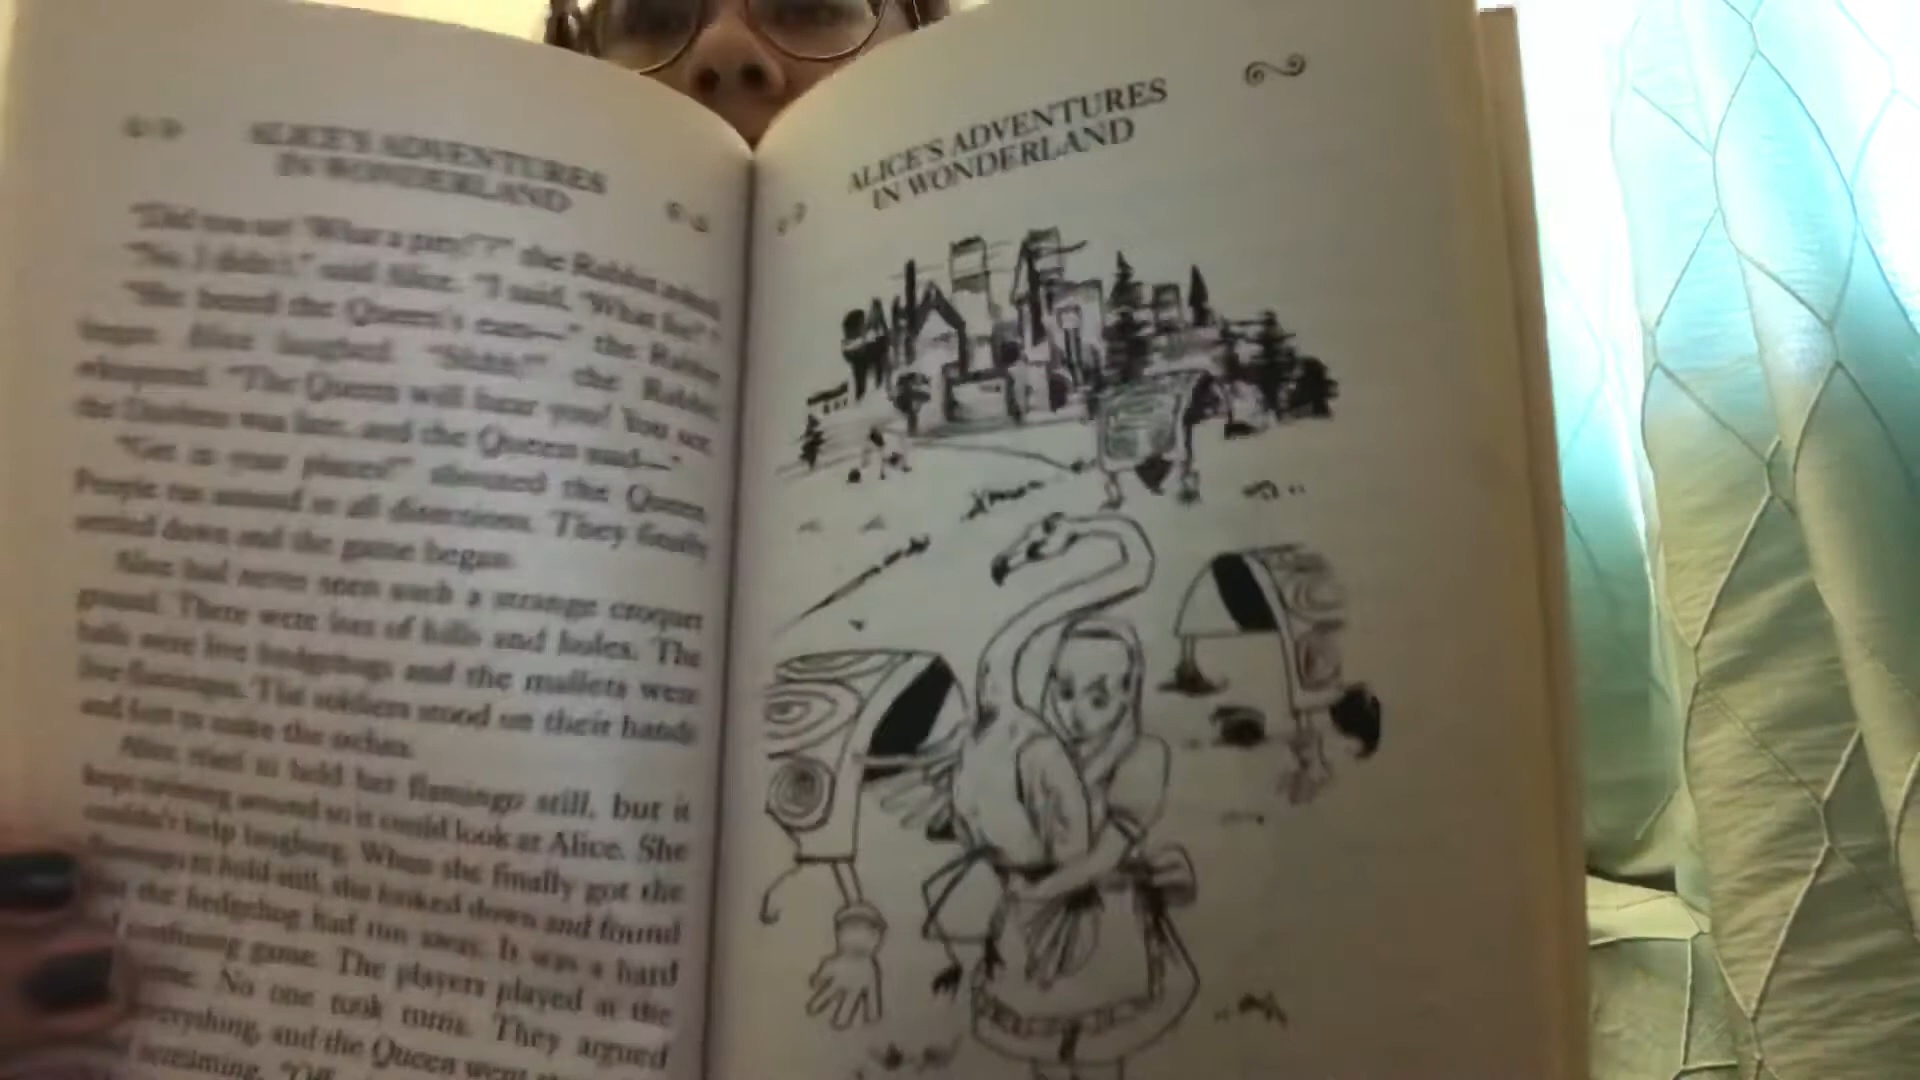 ALICE'S ADVENTURES
IN WONDERLAND
"Did you say 'What a pity!'?" the Rabbit asked.
"No, I didn't," said Alice. "I said, 'What for?'"
"She boxed the Queen's ears—" the Rabbit
began. Alice laughed. "Shhh!" the Rabbit
whispered. "The Queen will hear you! You see,
the Duchess was late, and the Queen said—"
"Get to your places!" shouted the Queen.
People ran around in all directions. They finally
settled down and the game began.
Alice had never seen such a strange croquet
ground. There were lots of hills and holes. The
balls were live hedgehogs and the mallets were
live flamingos. The soldiers stood on their hands
and feet to make the arches.
Alice tried to hold her flamingo still, but it
kept twisting around so it could look at Alice. She
couldn't help laughing. When she finally got the
flamingo to hold still, she looked down and found
that the hedgehog had run away. It was a hard
confusing game. The players played at the
No one took turns. They argued
everything, and the Queen went
screaming,
ALICE'S ADVENTURES
IN WONDERLAND